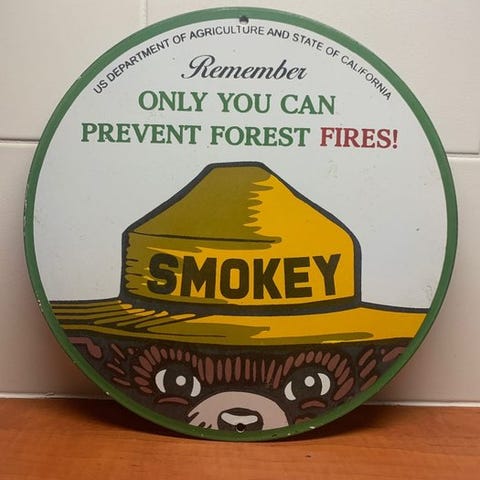 US DEPARTMENT OF AGRICULTURE AND STATE OF CALIFORNIA
Remember
ONLY YOU CAN
PREVENT FOREST FIRES!
SMOKEY